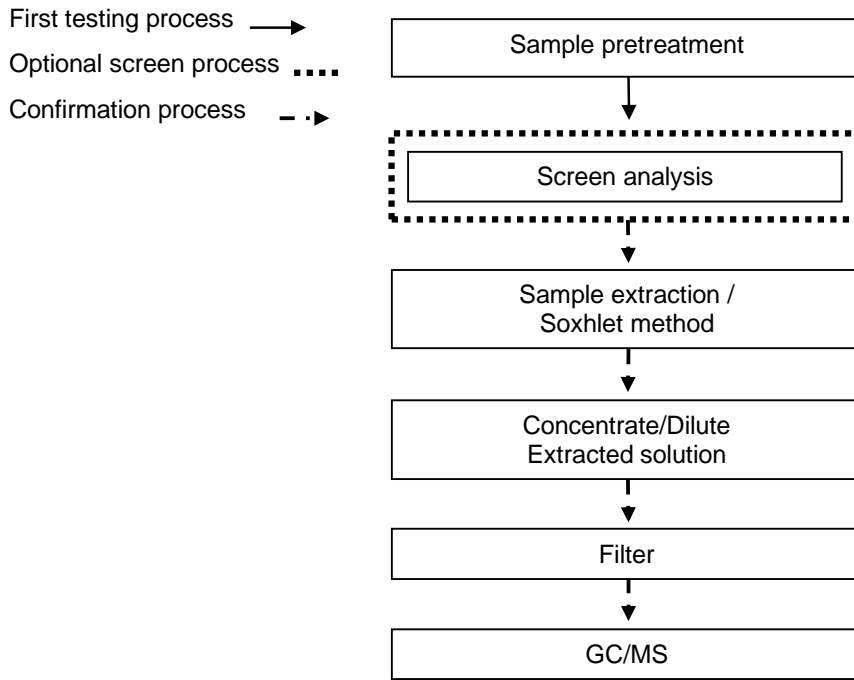 First testing process
Optional screen process
Confirmation process
Sample pretreatment
Screen analysis
Sample extraction /
Soxhlet method
Concentrate/Dilute
Extracted solution
Filter
GC/MS